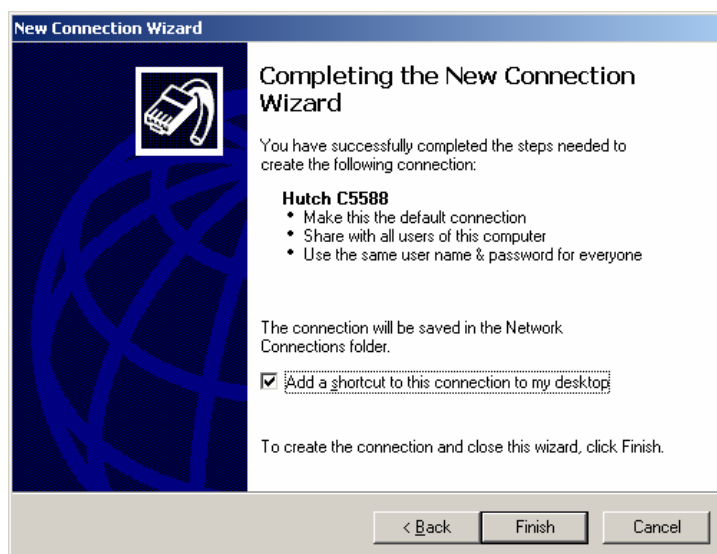 New Connection Wizard
Completing the New Connection
Wizard
You have successfully completed the steps needed to
create the following connection:
Hutch C5588
• Make this the default connection
• Share with all users of this computer
• Use the same user name & password for everyone
The connection will be saved in the Network
Connections folder.
Add a shortcut to this connection to my desktop
To create the connection and close this wizard, click Finish.
< Back Finish Cancel